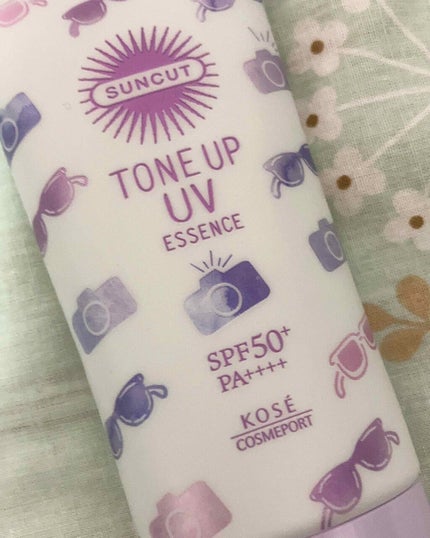 SUNCUT
TONE UP
UV
ESSENCE
SPF50+
PA++++
KOSÉ
COSMEPORT